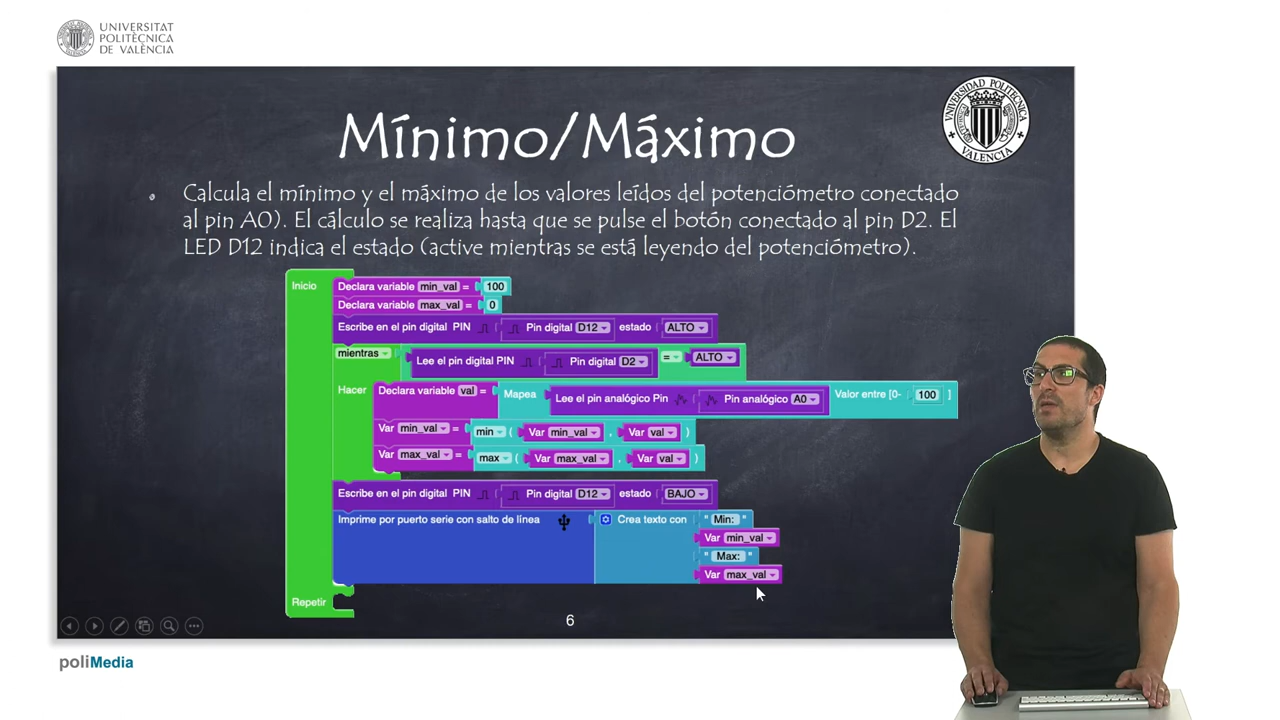 UNIVERSITAT
POLITÈCNICA
DE VALÈNCIA
UNIVERSIDAD POLITECNICA
VALENCIA
Mínimo/Máximo
Calcula el mínimo y el máximo de los valores leídos del potenciómetro conectado
al pin A0). El cálculo se realiza hasta que se pulse el botón conectado al pin D2. El
LED D12 indica el estado (active mientras se está leyendo del potenciómetro).
Inicio
Declara variable min_val = 100
Declara variable max_val = 0
Escribe en el pin digital PIN Pin digital D12 estado ALTO
mientras Lee el pin digital PIN Pin digital D2 = ALTO
Hacer Declara variable val = Mapea Lee el pin analógico Pin Pin analógico A0 Valor entre [0- 100 ]
Var min_val = min ( Var min_val , Var val )
Var max_val = max ( Var max_val , Var val )
Escribe en el pin digital PIN Pin digital D12 estado BAJO
Imprime por puerto serie con salto de línea Crea texto con " Min: "
Var min_val
" Max: "
Var max_val
Repetir
6
poliMedia